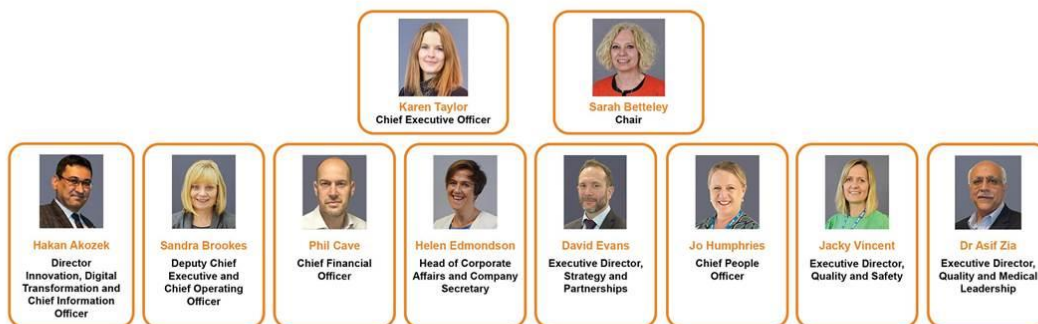 Karen Taylor
Chief Executive Officer
Sarah Betteley
Chair
Hakan Akozek
Director
Innovation, Digital
Transformation and
Chief Information
Officer
Sandra Brookes
Deputy Chief
Executive and
Chief Operating
Officer
Phil Cave
Chief Financial
Officer
Helen Edmondson
Head of Corporate
Affairs and Company
Secretary
David Evans
Executive Director,
Strategy and
Partnerships
Jo Humphries
Chief People
Officer
Jacky Vincent
Executive Director,
Quality and Safety
Dr Asif Zia
Executive Director,
Quality and Medical
Leadership